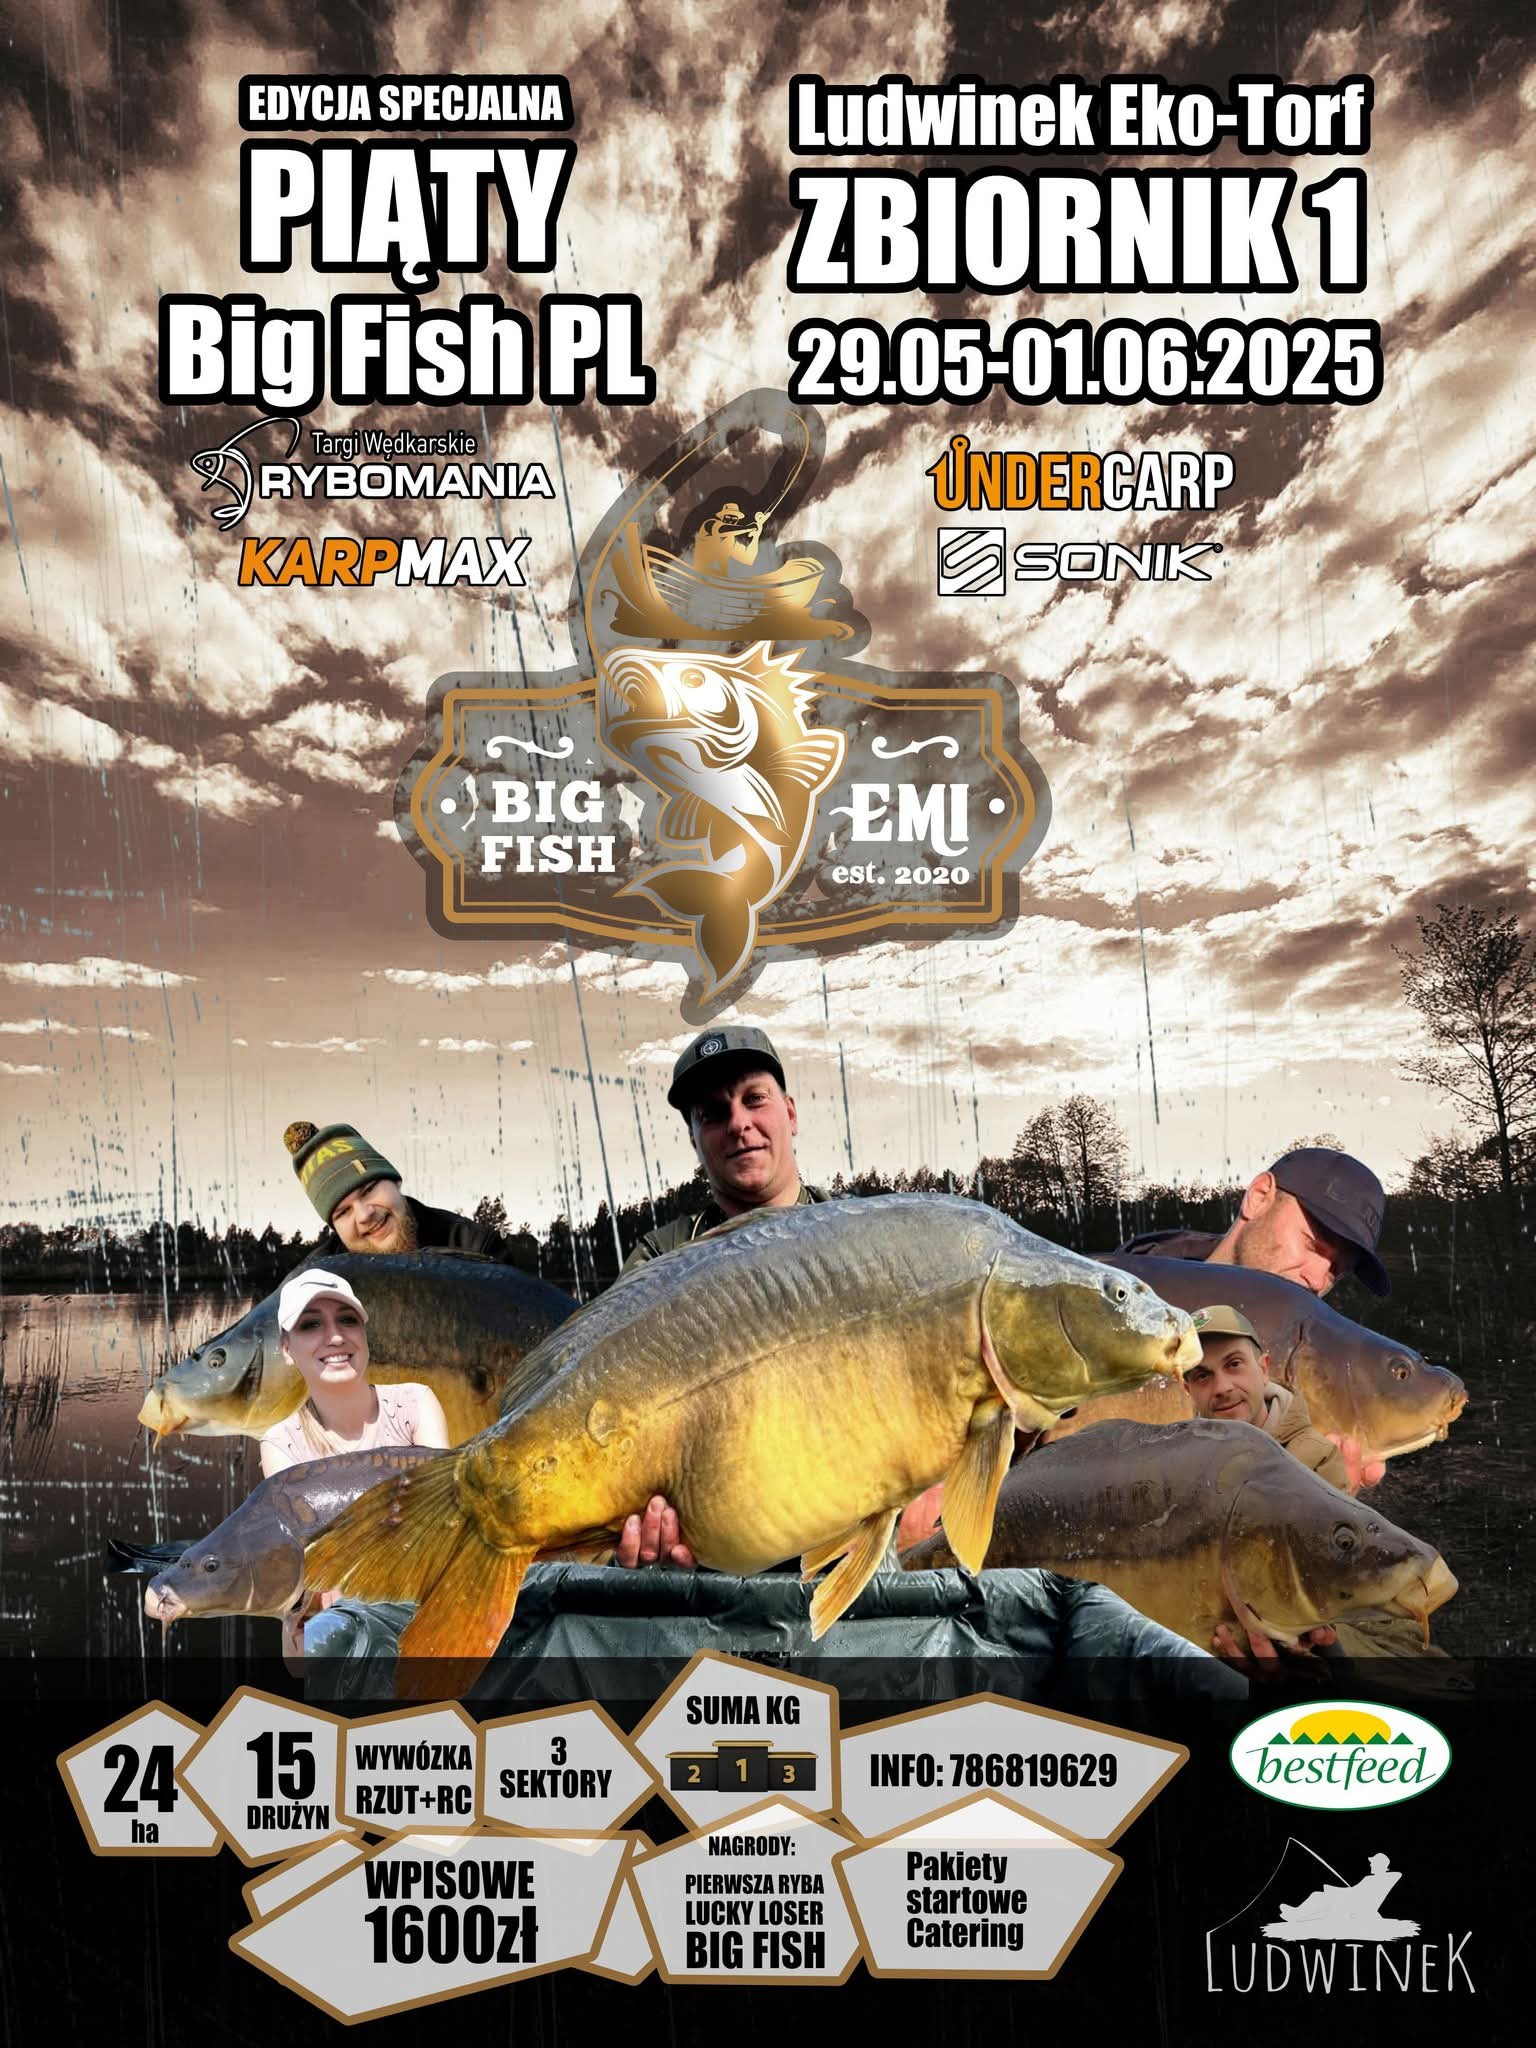 EDYCJA SPECJALNA
PIĄTY
Big Fish PL
Ludwinek Eko-Torf
ZBIORNIK 1
29.05-01.06.2025
Targi Wędkarskie
RYBOMANIA
KARPMAX
UNDERCARP
SONIK
BIG
FISH
EMI
est. 2020
24
ha
15
DRUŻYN
WYWÓZKA
RZUT+RC
3
SEKTORY
SUMA KG
2 1 3
INFO: 786819629
WPISOWE
1600zł
NAGRODY:
PIERWSZA RYBA
LUCKY LOSER
BIG FISH
Pakiety
startowe
Catering
bestfeed
LUDWINEK